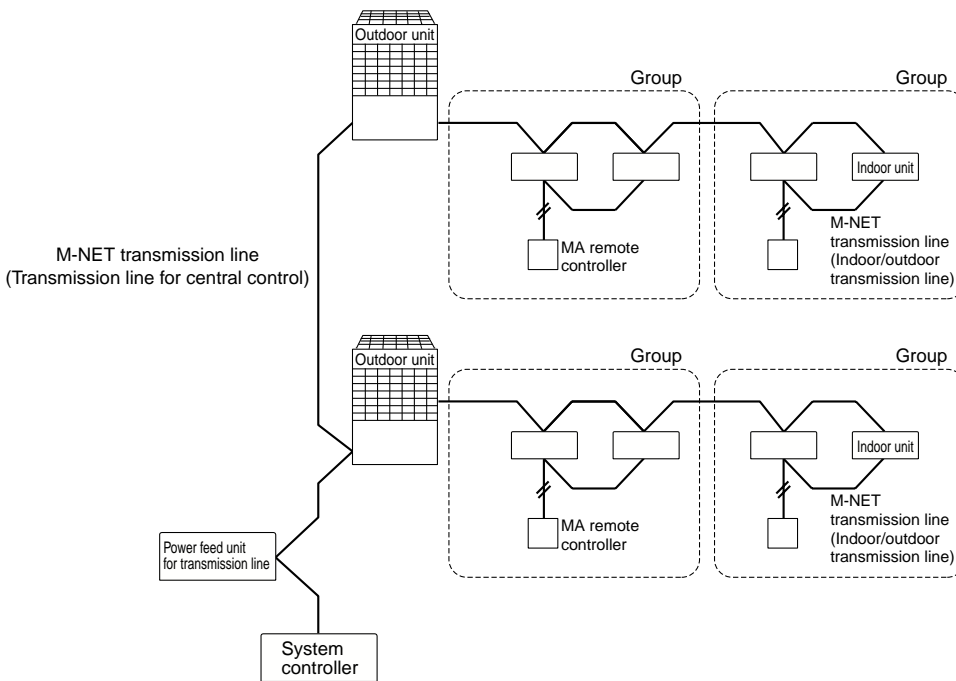 Outdoor unit
Group
Group
Indoor unit
MA remote
controller
M-NET
transmission line
(Indoor/outdoor
transmission line)
M-NET transmission line
(Transmission line for central control)
Outdoor unit
Group
Group
Indoor unit
MA remote
controller
M-NET
transmission line
(Indoor/outdoor
transmission line)
Power feed unit
for transmission line
System
controller